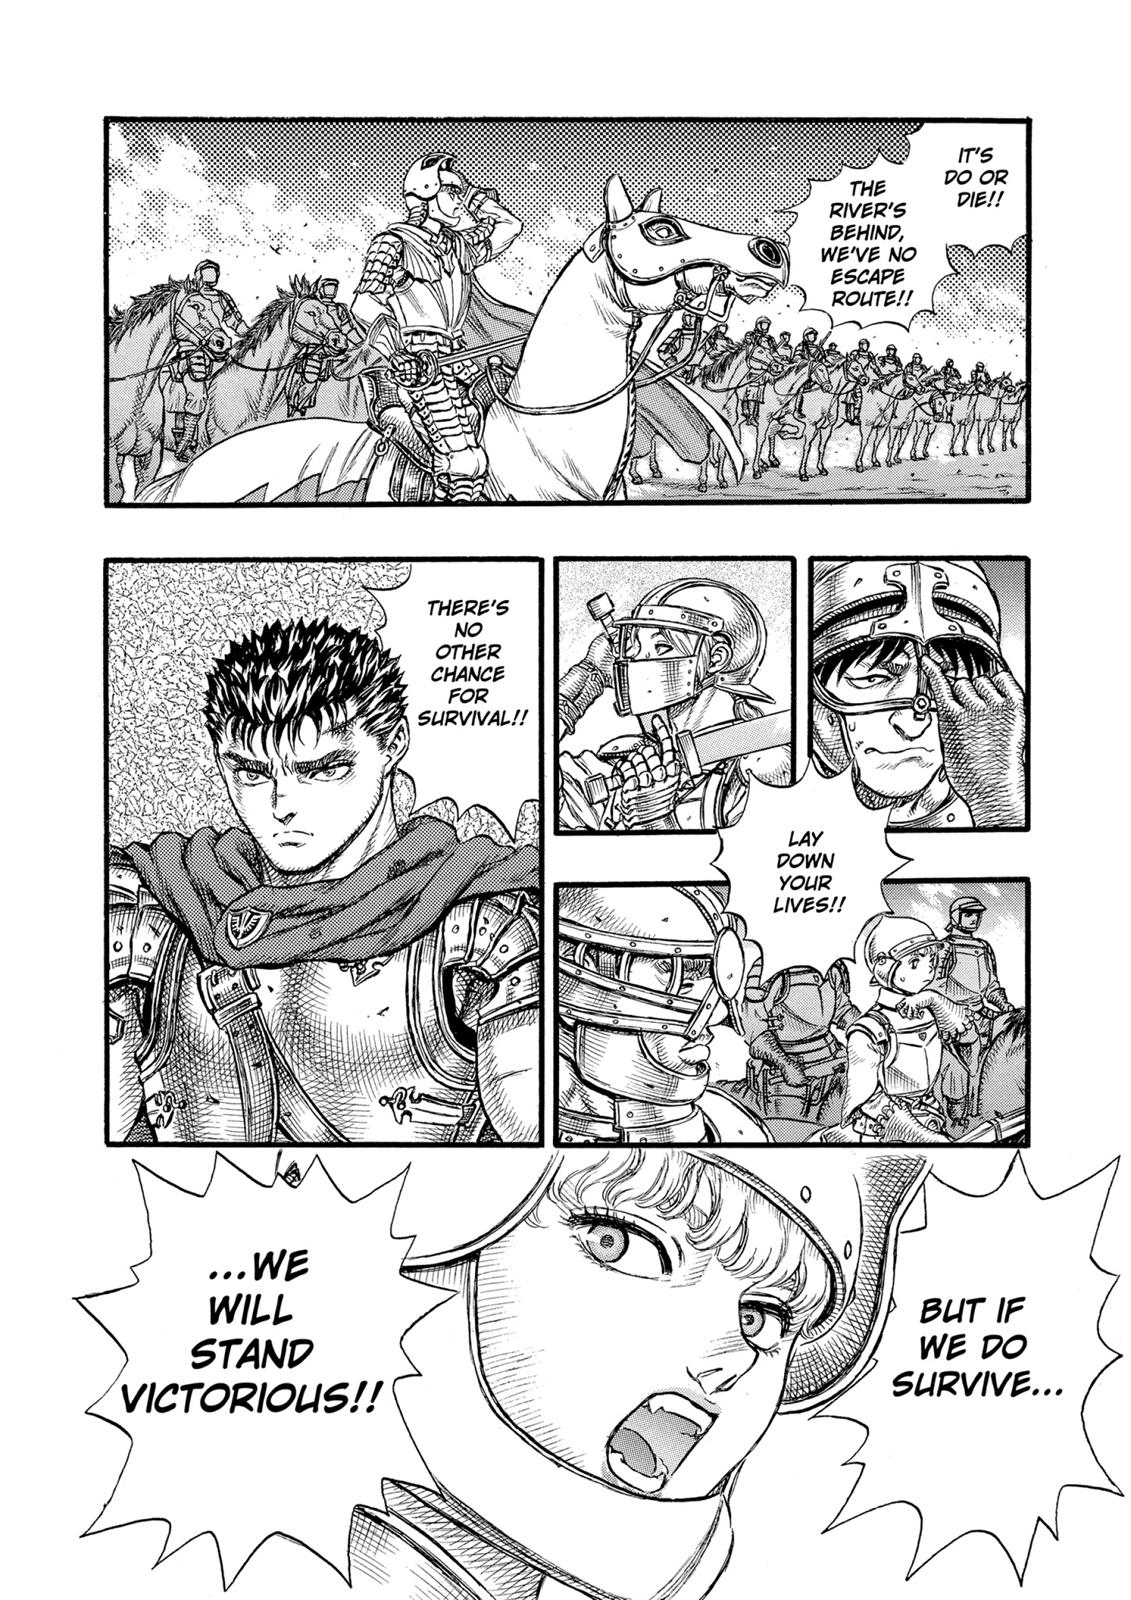 IT'S
DO OR
DIE!!
THE
RIVER'S
BEHIND,
WE'VE NO
ESCAPE
ROUTE!!
THERE'S
NO
OTHER
CHANCE
FOR
SURVIVAL!!
LAY
DOWN
YOUR
LIVES!!
BUT IF
WE DO
SURVIVE...
...WE
WILL
STAND
VICTORIOUS!!